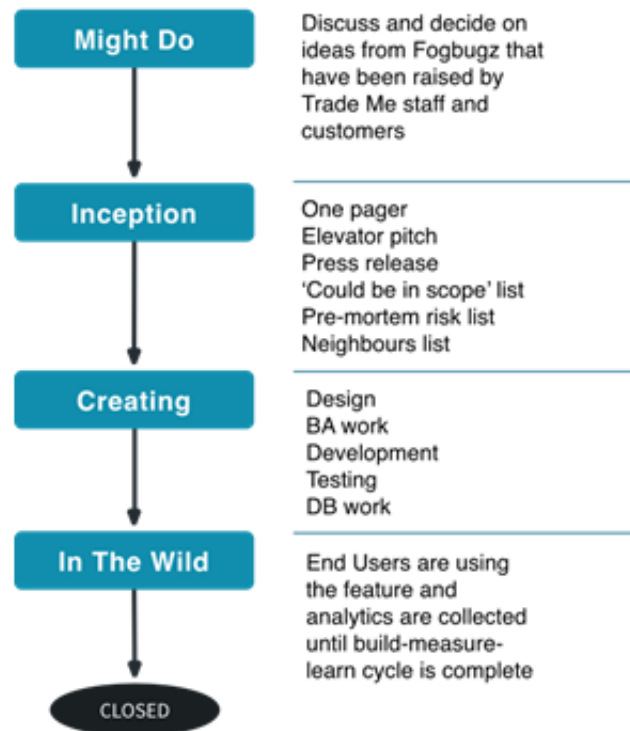 Might Do
Discuss and decide on
ideas from Fogbugz that
have been raised by
Trade Me staff and
customers
Inception
One pager
Elevator pitch
Press release
‘Could be in scope’ list
Pre-mortem risk list
Neighbours list
Creating
Design
BA work
Development
Testing
DB work
In The Wild
End Users are using
the feature and
analytics are collected
until build-measure-
learn cycle is complete
CLOSED